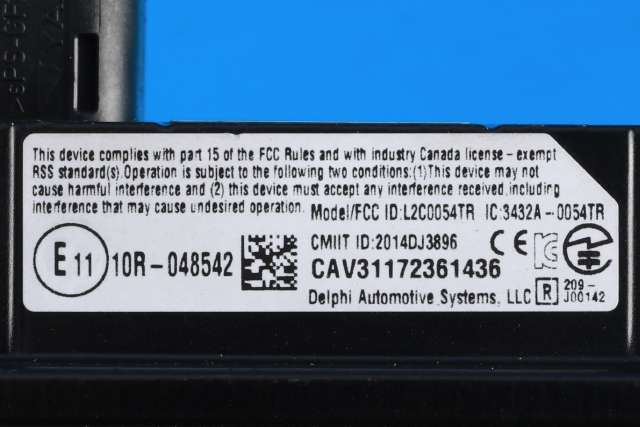 This device complies with part 15 of the FCC Rules and with industry Canada license - exempt
RSS standard(s).Operation is subject to the following two conditions:(1)This device may not
cause harmful interference and (2) this device must accept any interference received,including
interference that may cause undesired operation. Model/FCC ID:L2C0054TR IC:3432A-0054TR
E 11 10R-048542
CMIIT ID:2014DJ3896 CE
CAV31172361436
Delphi Automotive Systems, LLC R 209-
J00142